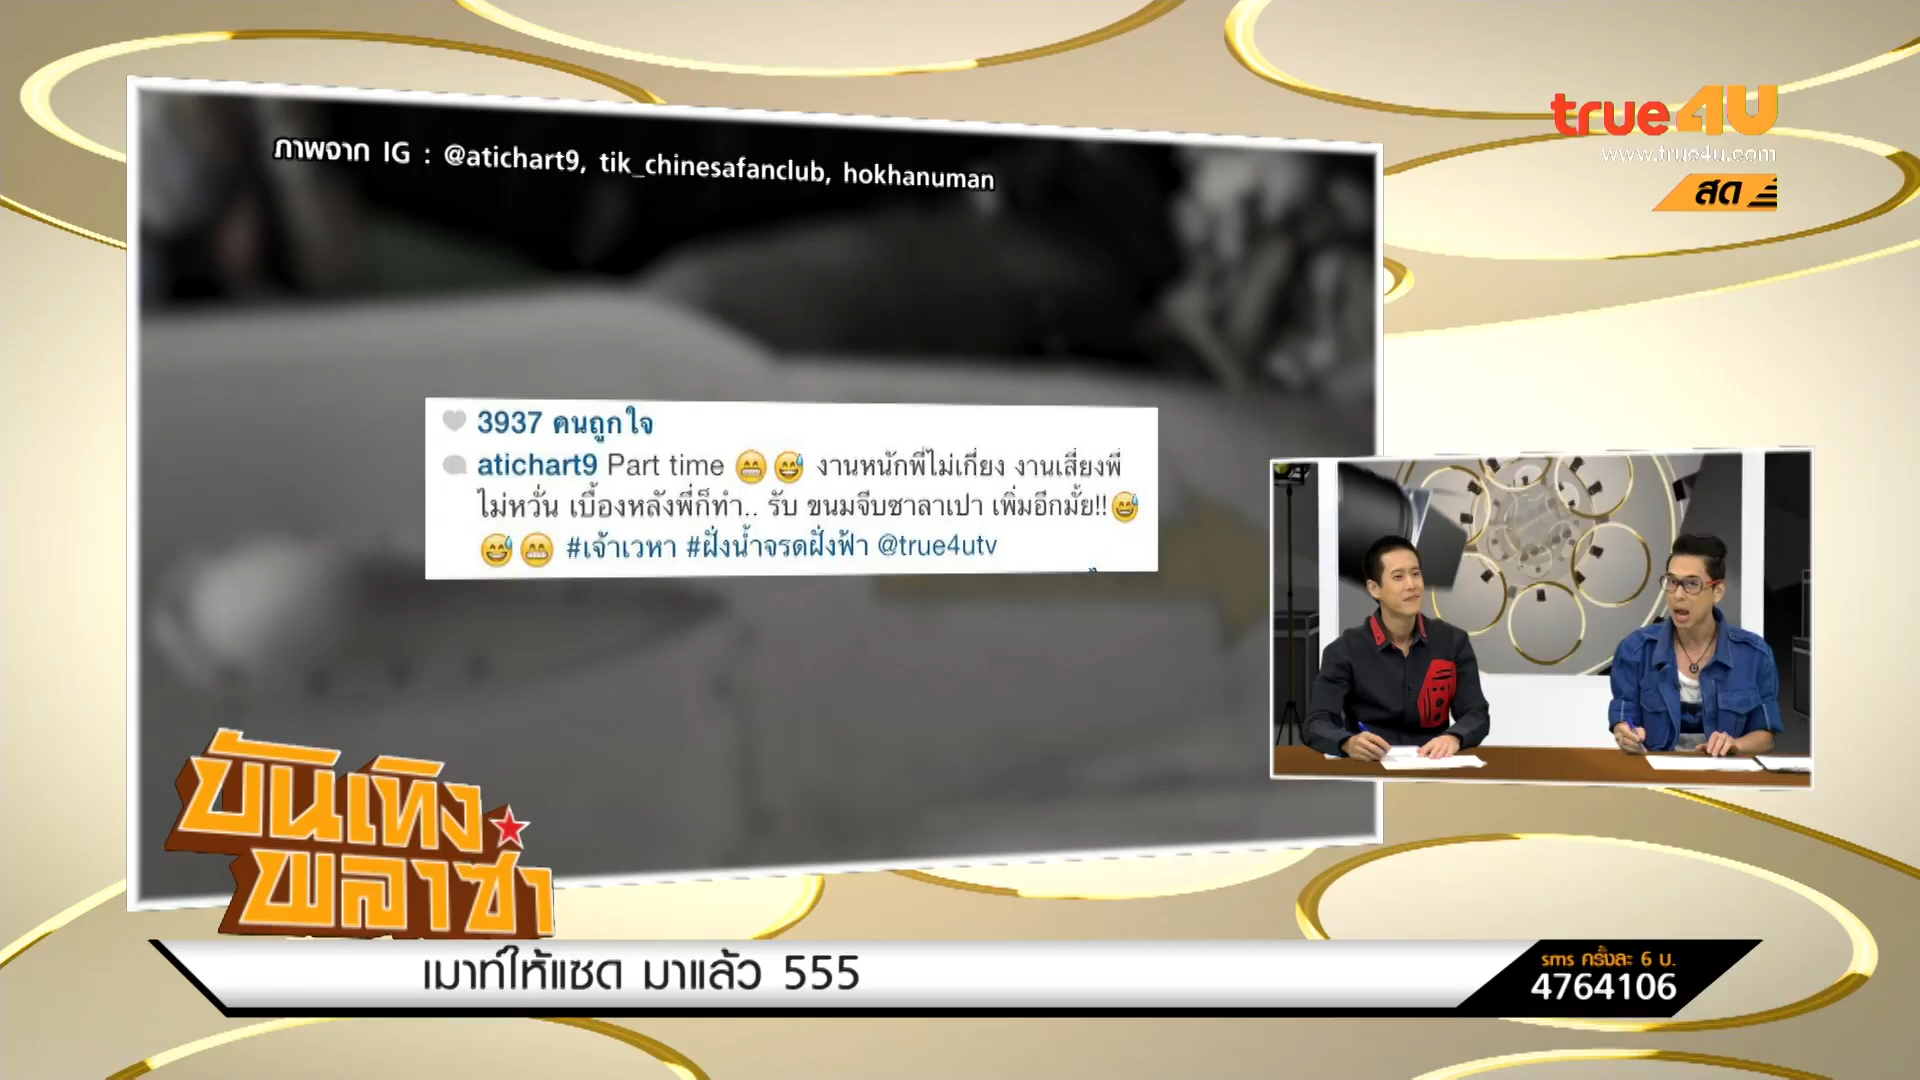 ภาพจาก IG : @atichart9, tik_chinesafanclub, hokhanuman
true4U
www.true4u.com
สด
3937 คนถูกใจ
atichart9 Part time 😁😅 งานหนักพี่ไม่เกี่ยง งานเสี่ยงพี่
ไม่หวั่น เบื้องหลังพี่ก็ทำ.. รับ ขนมจีบซาลาเปา เพิ่มอีกมั้ย!!😅
😅😁 #เจ้าเวหา #ฝั่งน้ำจรดฝั่งฟ้า @true4utv
บันเทิง
พลาซ่า
เมาท์ให้แซด มาแล้ว 555
sms ครั้งละ 6 บ.
4764106